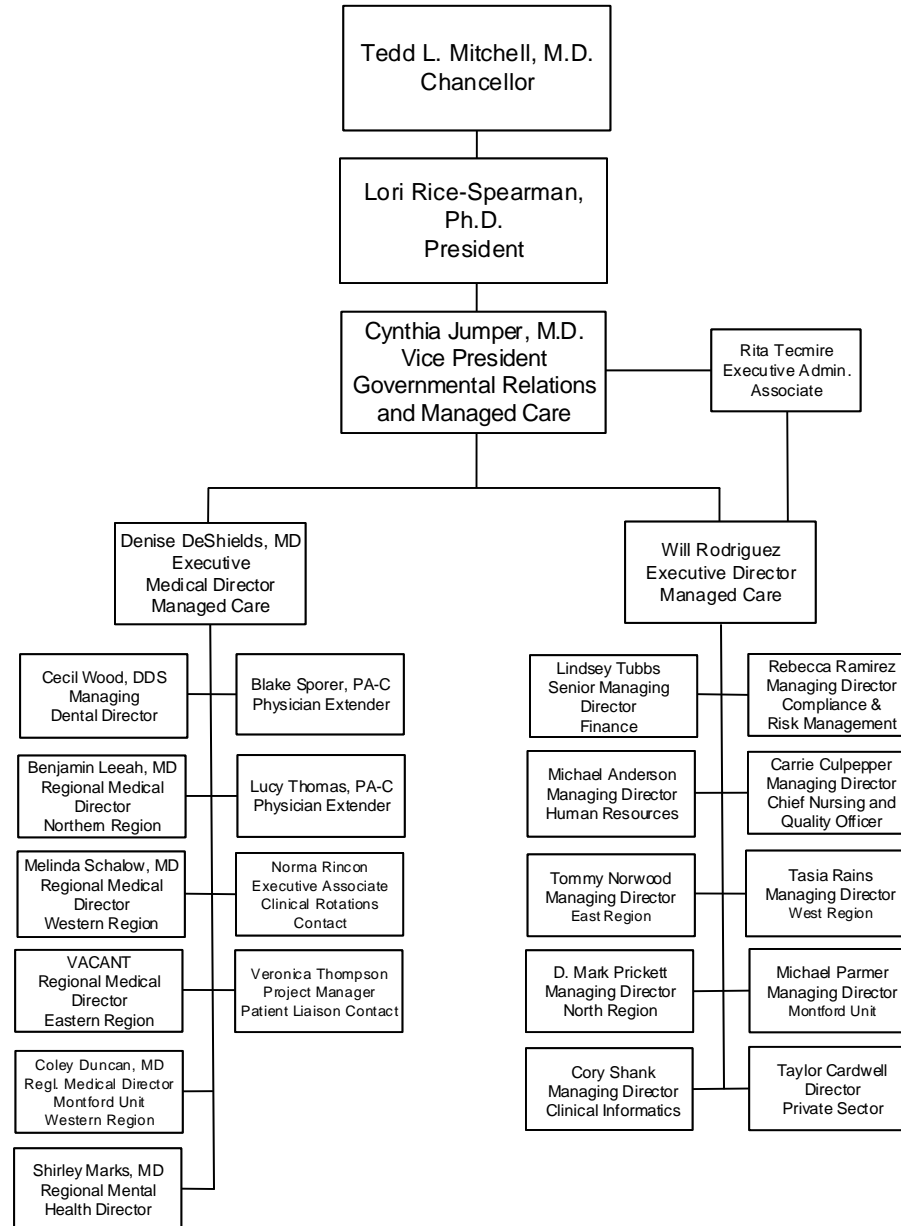 Tedd L. Mitchell, M.D.
Chancellor
Lori Rice-Spearman,
Ph.D.
President
Cynthia Jumper, M.D.
Vice President
Governmental Relations
and Managed Care
Rita Tecmire
Executive Admin.
Associate
Denise DeShields, MD
Executive
Medical Director
Managed Care
Will Rodriguez
Executive Director
Managed Care
Cecil Wood, DDS
Managing
Dental Director
Blake Sporer, PA-C
Physician Extender
Benjamin Leeah, MD
Regional Medical
Director
Northern Region
Lucy Thomas, PA-C
Physician Extender
Melinda Schalow, MD
Regional Medical
Director
Western Region
Norma Rincon
Executive Associate
Clinical Rotations
Contact
VACANT
Regional Medical
Director
Eastern Region
Veronica Thompson
Project Manager
Patient Liaison Contact
Coley Duncan, MD
Regl. Medical Director
Montford Unit
Western Region
Shirley Marks, MD
Regional Mental
Health Director
Lindsey Tubbs
Senior Managing
Director
Finance
Rebecca Ramirez
Managing Director
Compliance &
Risk Management
Michael Anderson
Managing Director
Human Resources
Carrie Culpepper
Managing Director
Chief Nursing and
Quality Officer
Tommy Norwood
Managing Director
East Region
Tasia Rains
Managing Director
West Region
D. Mark Prickett
Managing Director
North Region
Michael Parmer
Managing Director
Montford Unit
Cory Shank
Managing Director
Clinical Informatics
Taylor Cardwell
Director
Private Sector